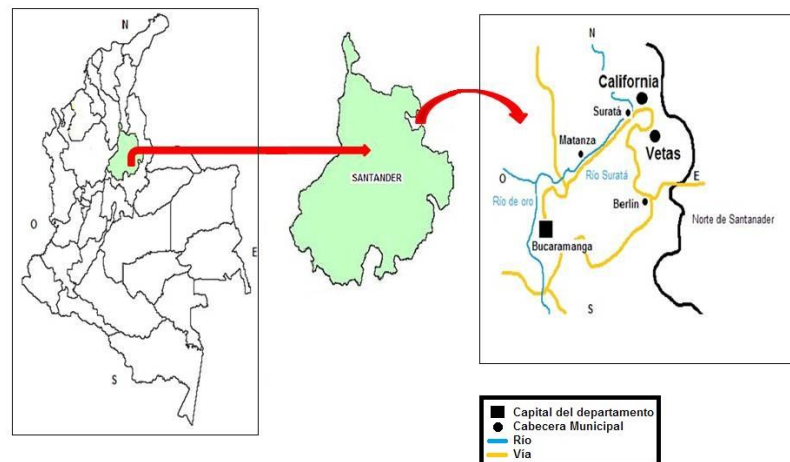 N
O
E
S
SANTANDER
N
California
Suratá
Matanza
Vetas
O
Río Suratá
E
Río de oro
Berlín
Norte de Santanader
Bucaramanga
S
Capital del departamento
Cabecera Municipal
Río
Vía